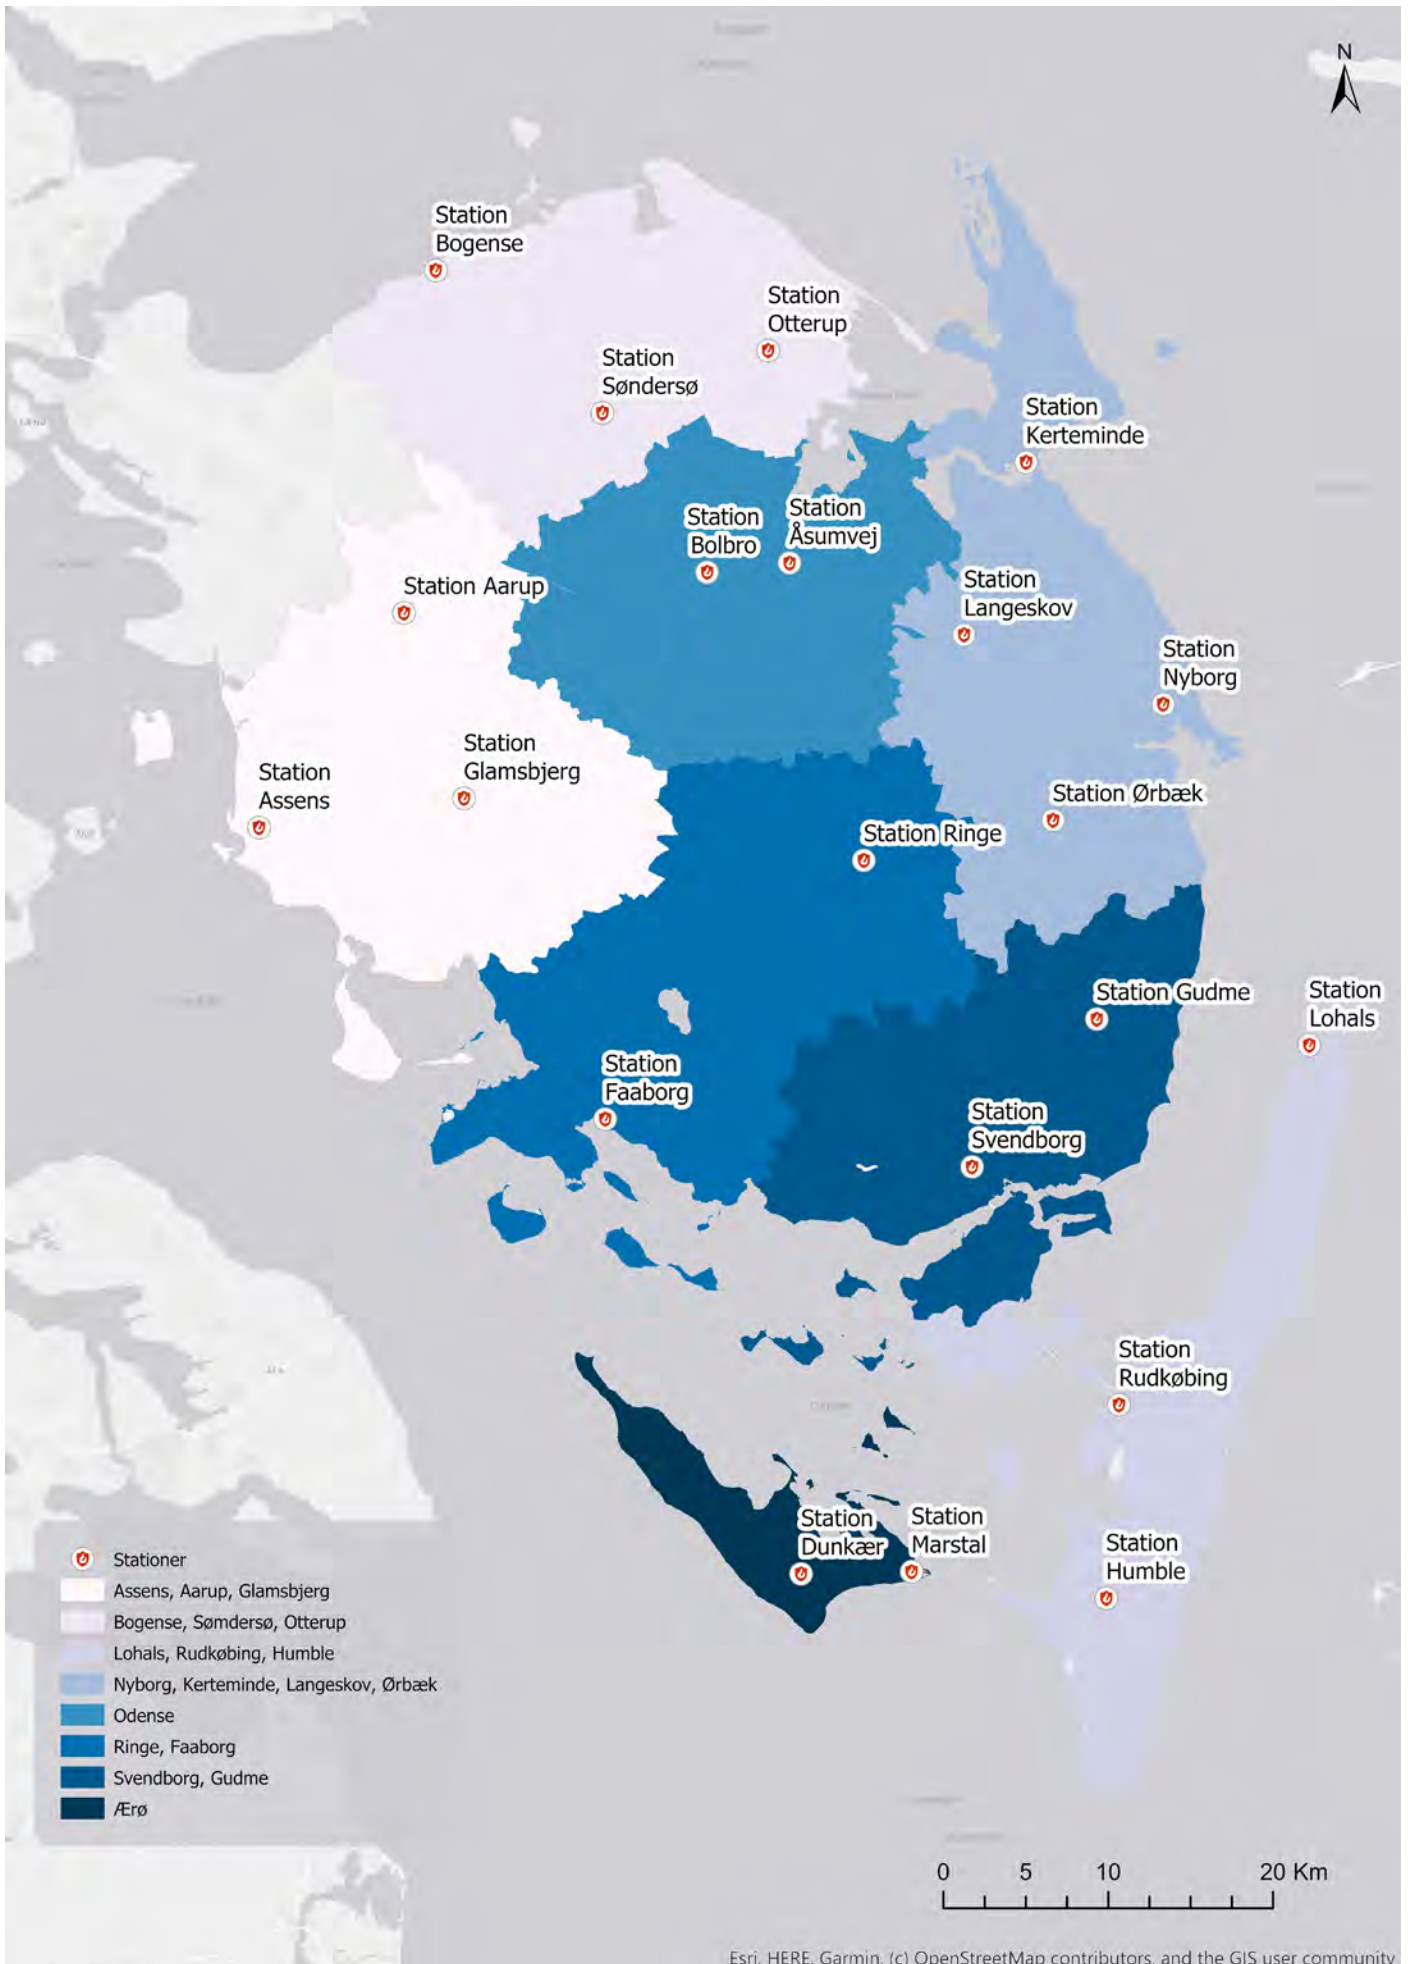 N
Station
Bogense
Station
Otterup
Station
Søndersø
Station
Kerteminde
Station
Bolbro
Station
Åsumvej
Station Aarup
Station
Langeskov
Station
Nyborg
Station
Glamsbjerg
Station
Assens
Station Ørbæk
Station Ringe
Station Gudme
Station
Lohals
Station
Faaborg
Station
Svendborg
Station
Rudkøbing
Station
Dunkær
Station
Marstal
Station
Humble
Stationer
Assens, Aarup, Glamsbjerg
Bogense, Sømdersø, Otterup
Lohals, Rudkøbing, Humble
Nyborg, Kerteminde, Langeskov, Ørbæk
Odense
Ringe, Faaborg
Svendborg, Gudme
Ærø
0 5 10 20 Km
Esri, HERE, Garmin, (c) OpenStreetMap contributors, and the GIS user community